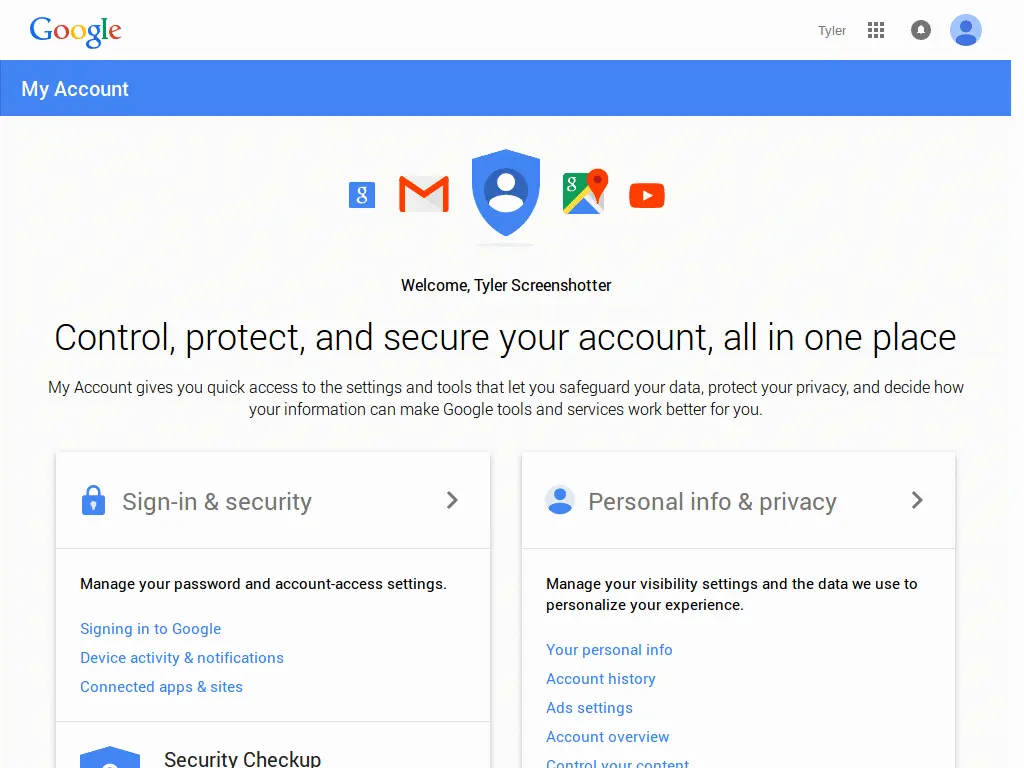 Google
Tyler
My Account
Welcome, Tyler Screenshotter
Control, protect, and secure your account, all in one place
My Account gives you quick access to the settings and tools that let you safeguard your data, protect your privacy, and decide how
your information can make Google tools and services work better for you.
Sign-in & security
Manage your password and account-access settings.
Signing in to Google
Device activity & notifications
Connected apps & sites
Security Checkup
Personal info & privacy
Manage your visibility settings and the data we use to
personalize your experience.
Your personal info
Account history
Ads settings
Account overview
Control your content